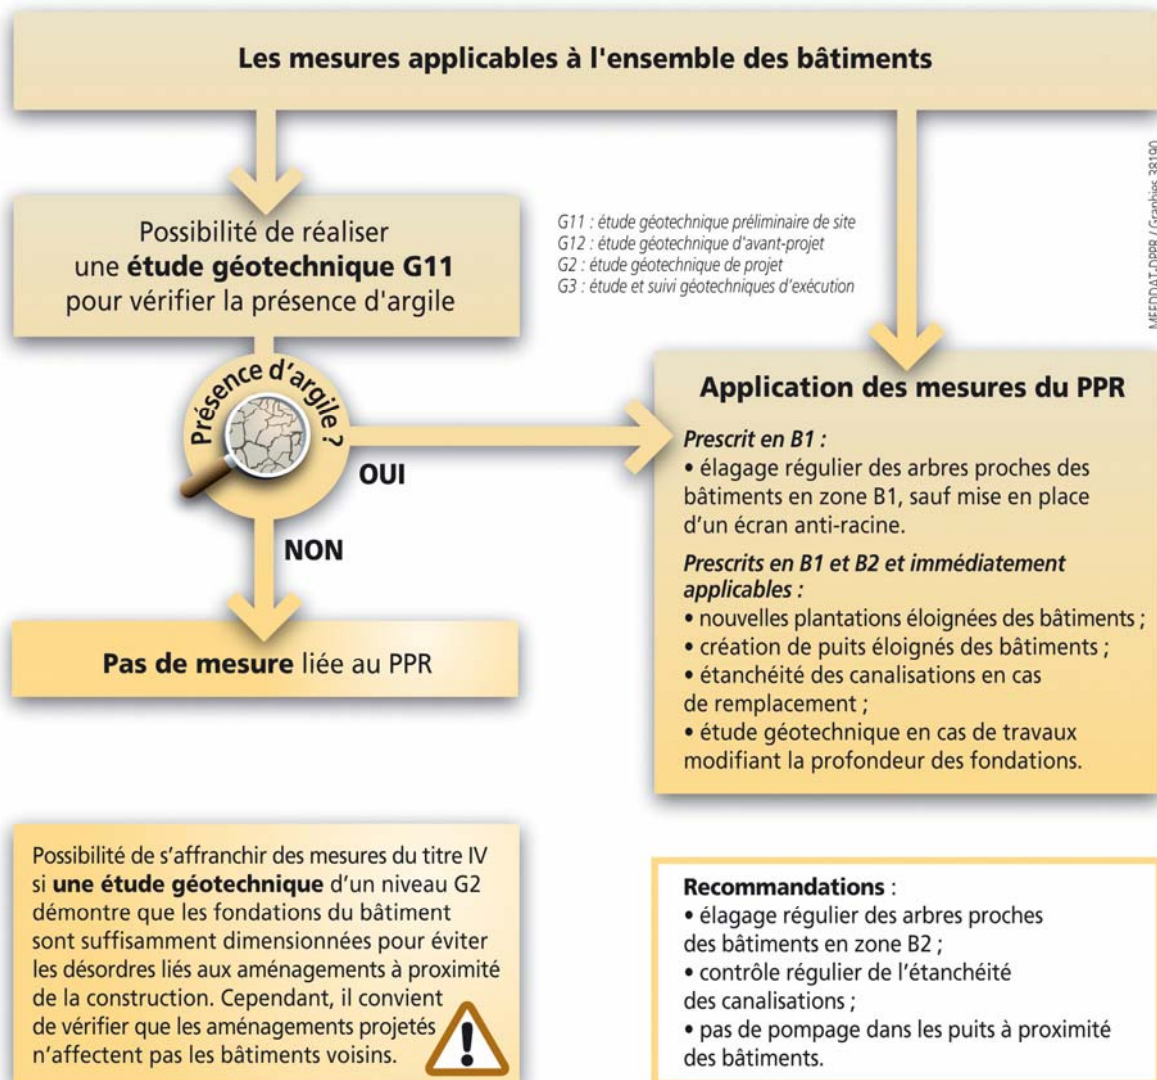 Les mesures applicables à l'ensemble des bâtiments
Possibilité de réaliser
une étude géotechnique G11
pour vérifier la présence d'argile
G11 : étude géotechnique préliminaire de site
G12 : étude géotechnique d'avant-projet
G2 : étude géotechnique de projet
G3 : étude et suivi géotechniques d'exécution
MEEDDAT-DPPR / Graphies 38190
Présence d'argile ?
OUI
NON
Pas de mesure liée au PPR
Application des mesures du PPR
Prescrit en B1 :
• élagage régulier des arbres proches des
bâtiments en zone B1, sauf mise en place
d'un écran anti-racine.
Prescrits en B1 et B2 et immédiatement
applicables :
• nouvelles plantations éloignées des bâtiments ;
• création de puits éloignés des bâtiments ;
• étanchéité des canalisations en cas
de remplacement ;
• étude géotechnique en cas de travaux
modifiant la profondeur des fondations.
Possibilité de s'affranchir des mesures du titre IV
si une étude géotechnique d'un niveau G2
démontre que les fondations du bâtiment
sont suffisamment dimensionnées pour éviter
les désordres liés aux aménagements à proximité
de la construction. Cependant, il convient
de vérifier que les aménagements projetés
n'affectent pas les bâtiments voisins.
!
Recommandations :
• élagage régulier des arbres proches
des bâtiments en zone B2 ;
• contrôle régulier de l'étanchéité
des canalisations ;
• pas de pompage dans les puits à proximité
des bâtiments.